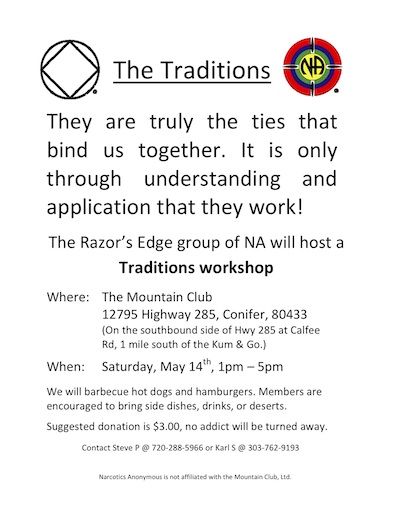 The Traditions
NA
They are truly the ties that
bind us together. It is only
through understanding and
application that they work!
The Razor's Edge group of NA will host a
Traditions workshop
Where: The Mountain Club
12795 Highway 285, Conifer, 80433
(On the southbound side of Hwy 285 at Calfee
Rd, 1 mile south of the Kum & Go.)
When: Saturday, May 14th, 1pm – 5pm
We will barbecue hot dogs and hamburgers. Members are
encouraged to bring side dishes, drinks, or deserts.
Suggested donation is $3.00, no addict will be turned away.
Contact Steve P @ 720-288-5966 or Karl S @ 303-762-9193
Narcotics Anonymous is not affiliated with the Mountain Club, Ltd.